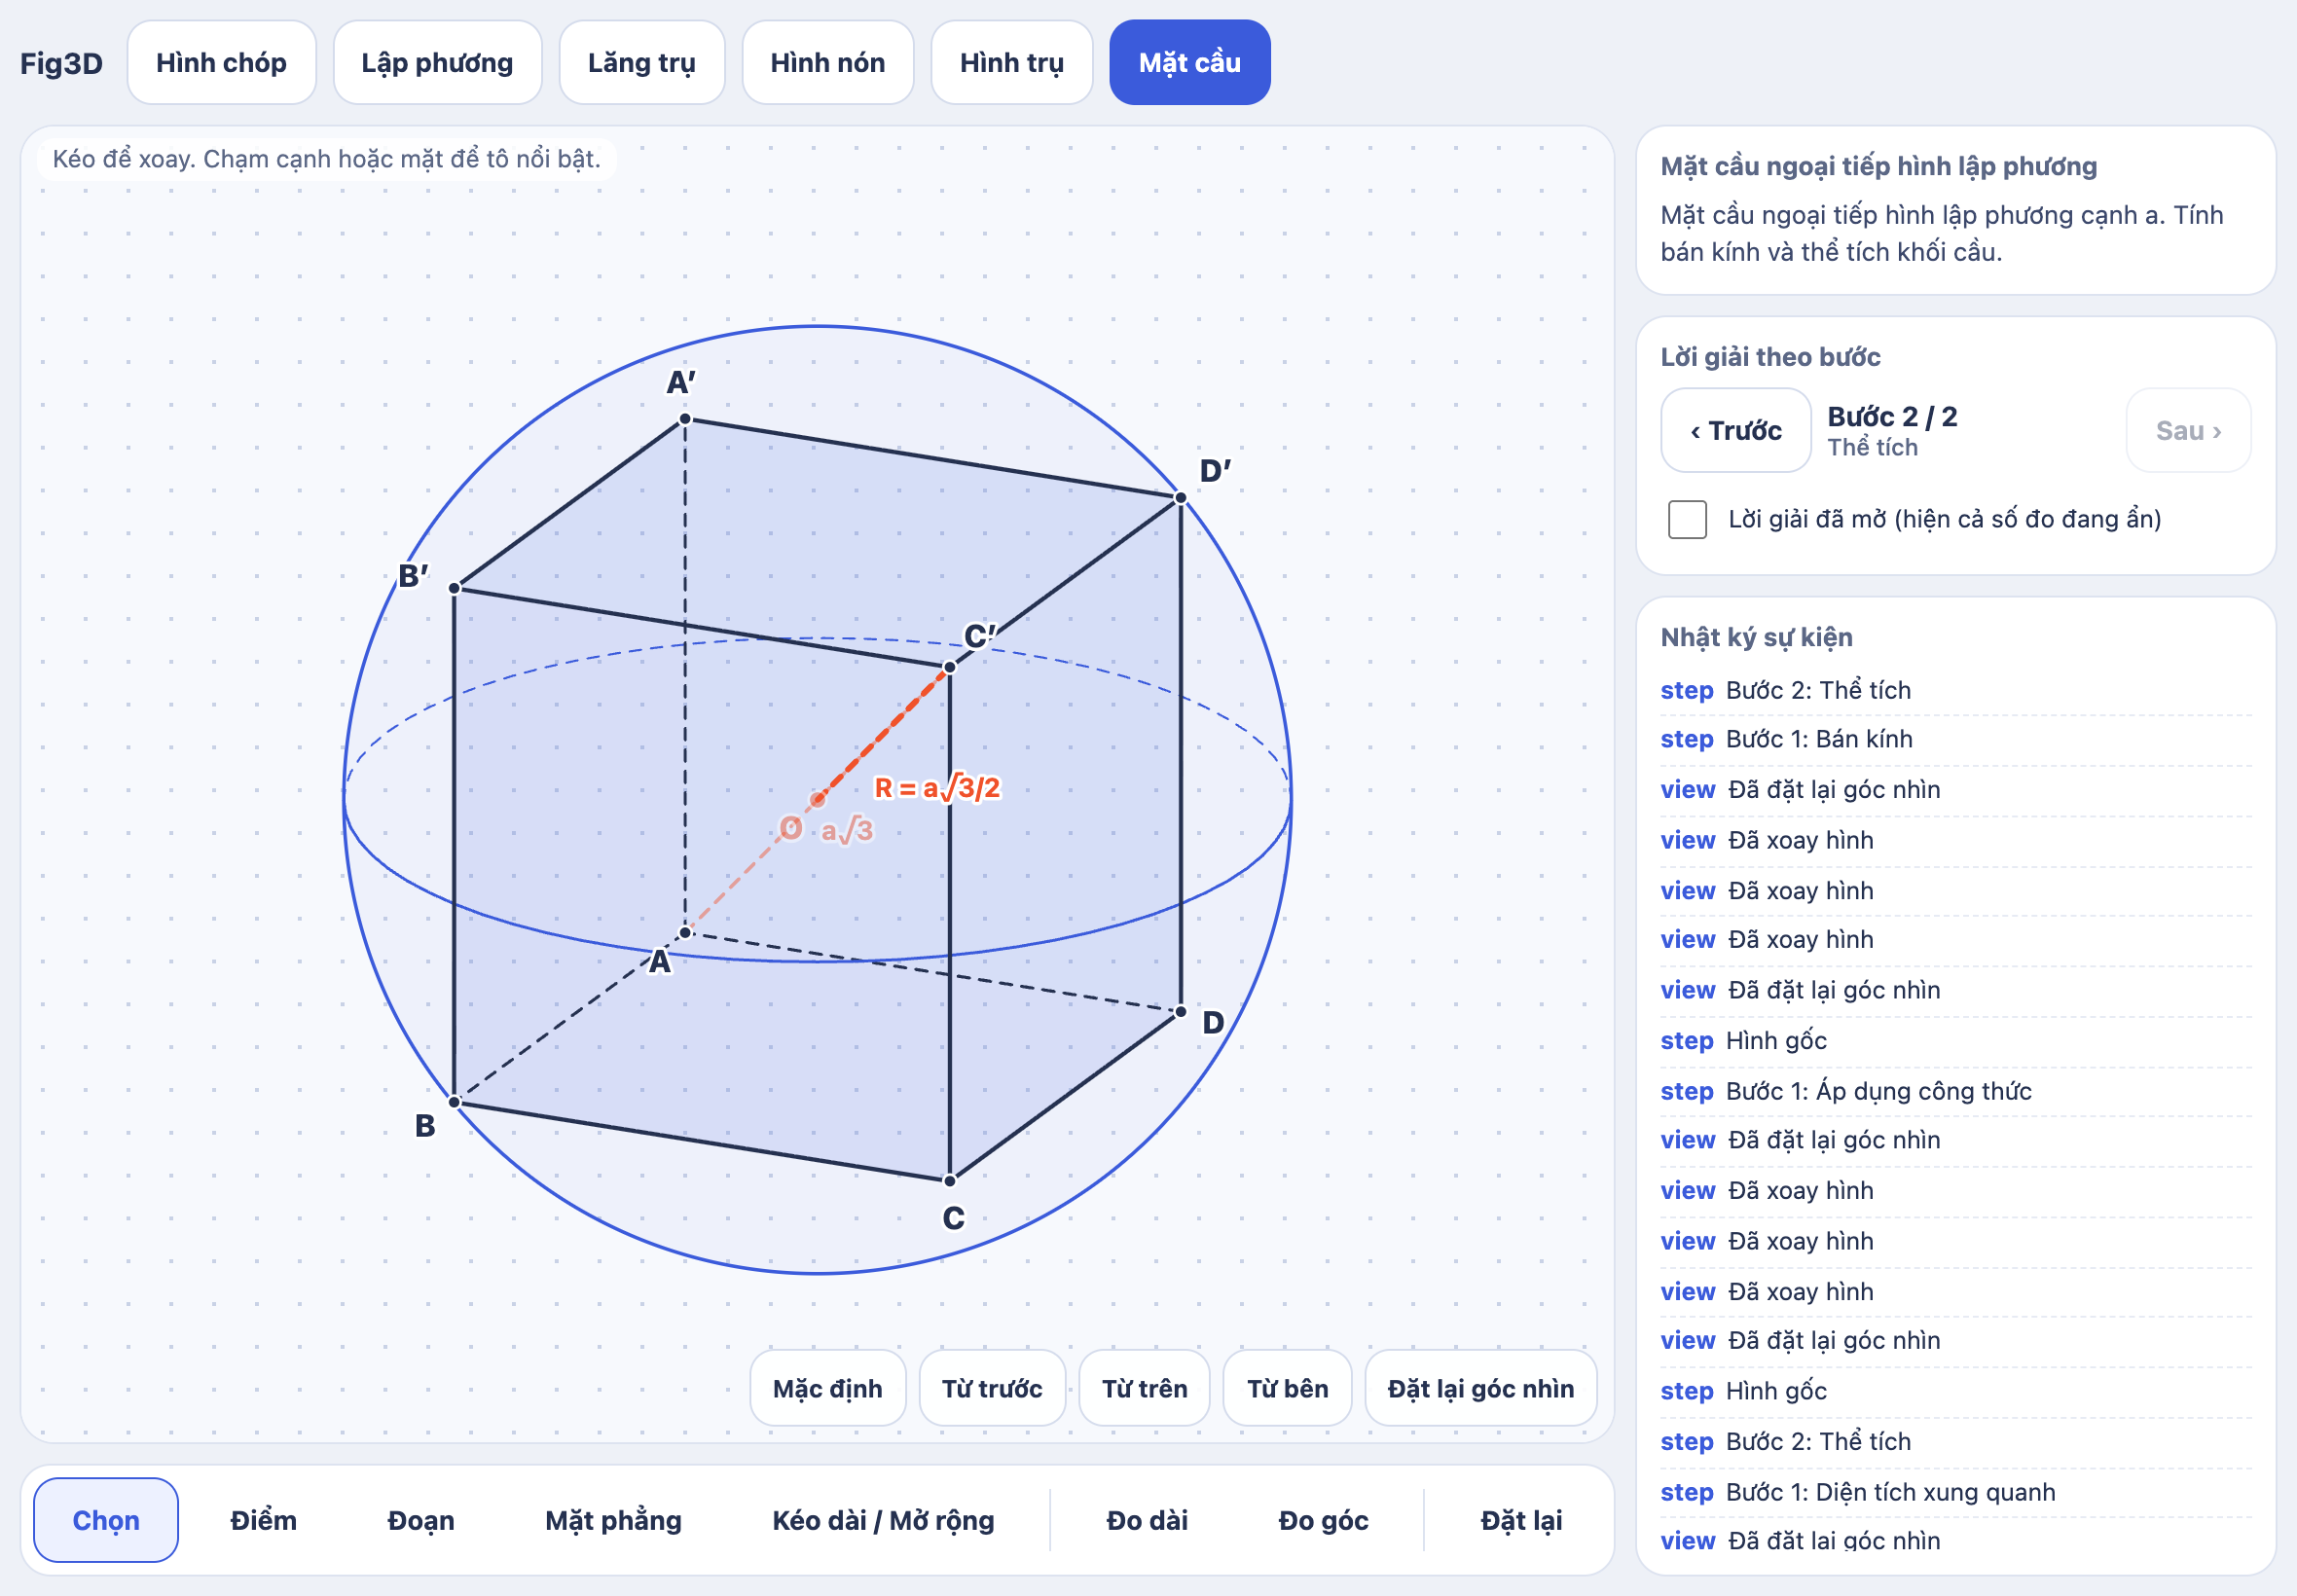 Fig3D
Hình chóp
Lập phương
Lăng trụ
Hình nón
Hình trụ
Mặt cầu
Kéo để xoay. Chạm cạnh hoặc mặt để tô nổi bật.
A′
D′
B′
C′
R = a√3/2
O
a√3
A
D
B
C
Mặc định
Từ trước
Từ trên
Từ bên
Đặt lại góc nhìn
Chọn
Điểm
Đoạn
Mặt phẳng
Kéo dài / Mở rộng
Đo dài
Đo góc
Đặt lại
Mặt cầu ngoại tiếp hình lập phương
Mặt cầu ngoại tiếp hình lập phương cạnh a. Tính
bán kính và thể tích khối cầu.
Lời giải theo bước
‹ Trước
Bước 2 / 2
Thể tích
Sau ›
Lời giải đã mở (hiện cả số đo đang ẩn)
Nhật ký sự kiện
step Bước 2: Thể tích
step Bước 1: Bán kính
view Đã đặt lại góc nhìn
view Đã xoay hình
view Đã xoay hình
view Đã xoay hình
view Đã đặt lại góc nhìn
step Hình gốc
step Bước 1: Áp dụng công thức
view Đã đặt lại góc nhìn
view Đã xoay hình
view Đã xoay hình
view Đã xoay hình
view Đã đặt lại góc nhìn
step Hình gốc
step Bước 2: Thể tích
step Bước 1: Diện tích xung quanh
view Đã đặt lại góc nhìn